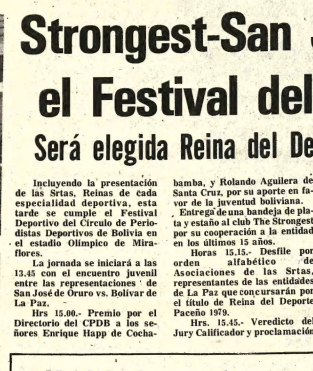 Strongest-San
el Festival del
Será elegida Reina del De
Incluyendo la presentación
de las Srtas, Reinas de cada
especialidad deportiva, esta
tarde se cumple el Festival
Deportivo del Círculo de Perio-
distas Deportivos de Bolivia en
el estadio Olímpico de Mira-
flores.
La jornada se iniciará a las
13.45 con el encuentro juvenil
entre las representaciones de
San José de Oruro vs. Bolívar de
La Paz.
Hrs 15.00.- Premio por el
Directorio del CPDB a los se-
ñores Enrique Happ de Cocha-
bamba, y Rolando Aguilera de
Santa Cruz, por su aporte en fa-
vor de la juventud boliviana.
Entrega de una bandeja de pla-
ta y estaño al club The Strongest
por su cooperación a la entidad
en los últimos 15 años.
Horas 15,15.- Desfile por
orden alfabético de
Asociaciones de las Srtas,
representantes de las entidades
de La Paz que concursarán por
el título de Reina del Deporte
Paceño 1979.
Hrs. 15.45.- Veredicto del
Jury Calificador y proclamación